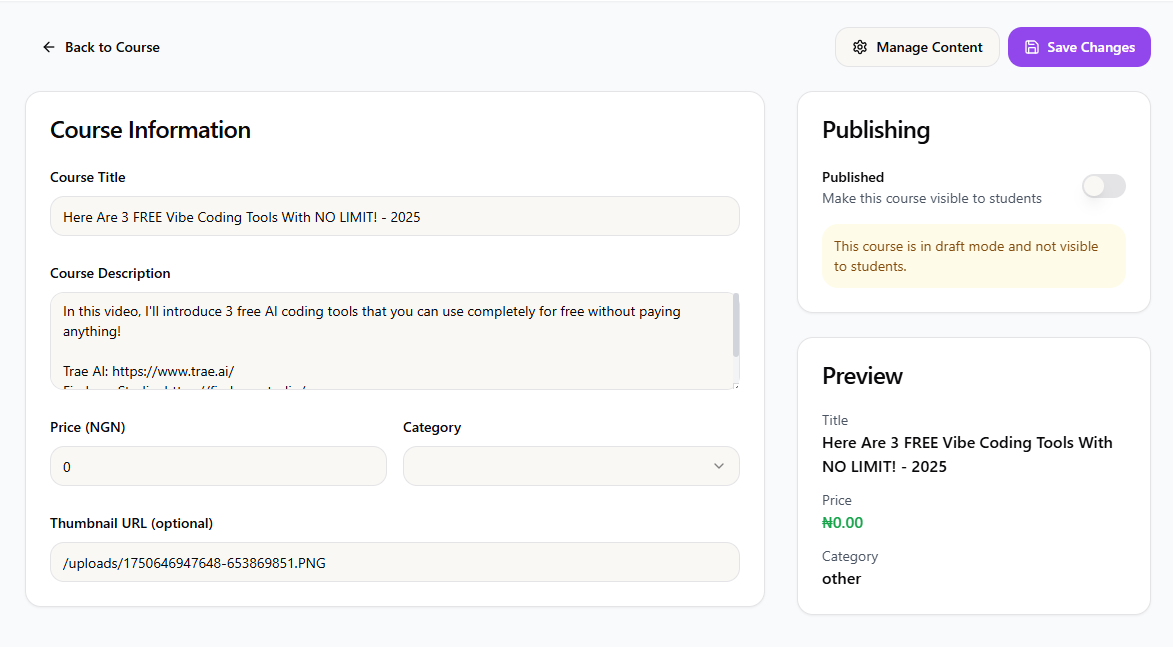 Back to Course
Manage Content
Save Changes
Course Information
Course Title
Here Are 3 FREE Vibe Coding Tools With NO LIMIT! - 2025
Course Description
In this video, I'll introduce 3 free AI coding tools that you can use completely for free without paying
anything!
Trae AI: https://www.trae.ai/
Price (NGN)
Category
0
Thumbnail URL (optional)
/uploads/1750646947648-653869851.PNG
Publishing
Published
Make this course visible to students
This course is in draft mode and not visible
to students.
Preview
Title
Here Are 3 FREE Vibe Coding Tools With
NO LIMIT! - 2025
Price
₦0.00
Category
other